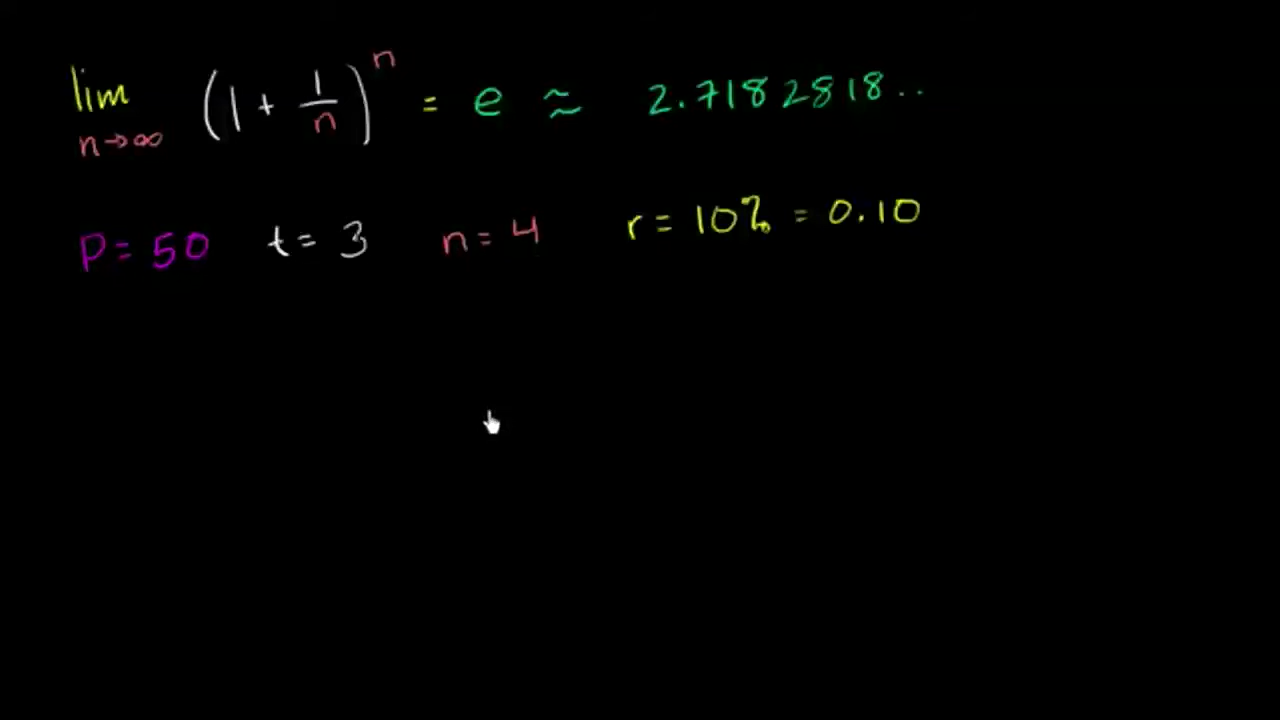 lim n→∞ (1 + 1/n)^n = e ≈ 2.7182818..
P = 50 t = 3 n = 4 r = 10% = 0.10